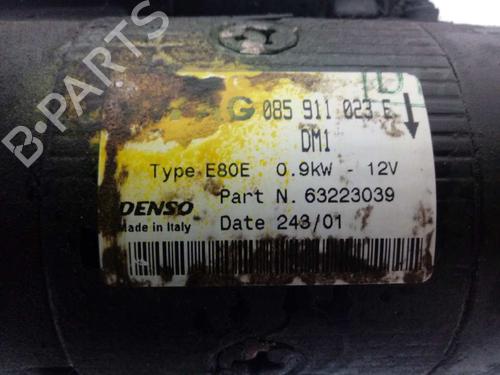 B-PARTS
ID
G 085 911 023 E
DM1
Type E80E 0.9kW - 12V
Part N. 63223039
DENSO
Made in Italy
Date 243/01